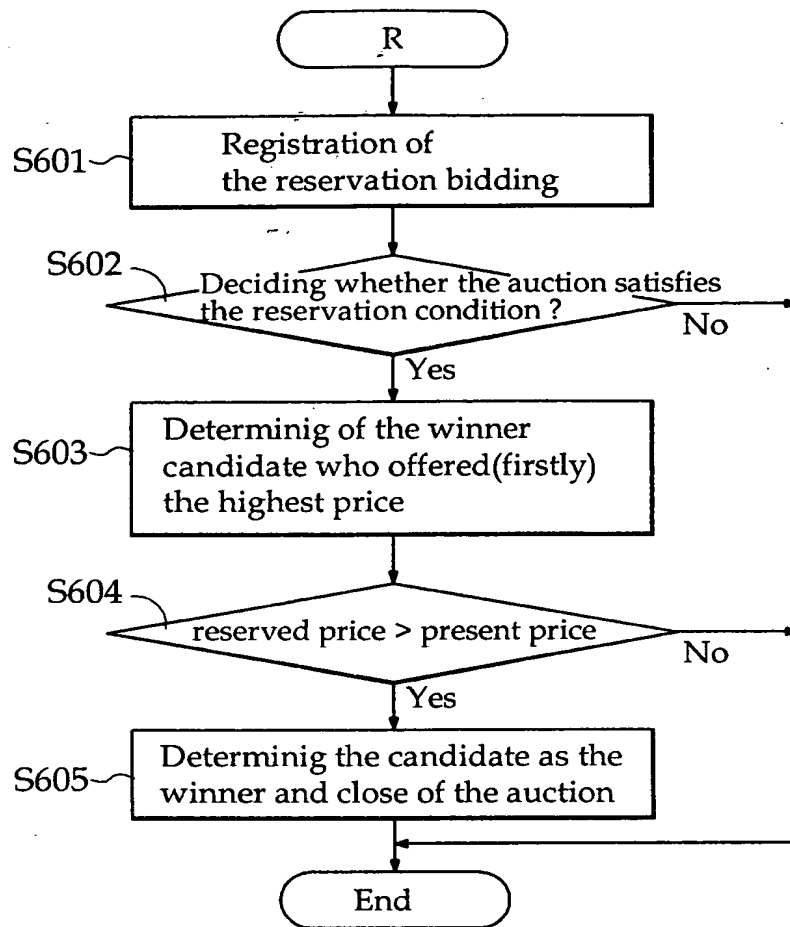 R
S601
Registration of
the reservation bidding
S602
Deciding whether the auction satisfies
the reservation condition ?
No
Yes
S603
Determinig of the winner
candidate who offered(firstly)
the highest price
S604
reserved price > present price
No
Yes
S605
Determinig the candidate as the
winner and close of the auction
End